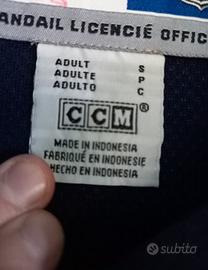 ANDAIL LICENCIÉ OFFIC
ADULT S
ADULTE P
ADULTO C
CCM®
MADE IN INDONESIA
FABRIQUÉ EN INDONESIE
HECHO EN INDONESIA
subito